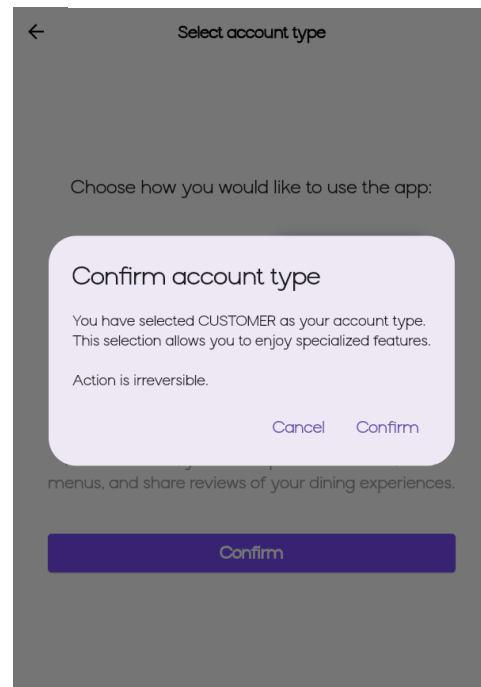 Select account type
Choose how you would like to use the app:
Confirm account type
You have selected CUSTOMER as your account type.
This selection allows you to enjoy specialized features.
Action is irreversible.
Cancel Confirm
menus, and share reviews of your dining experiences.
Confirm